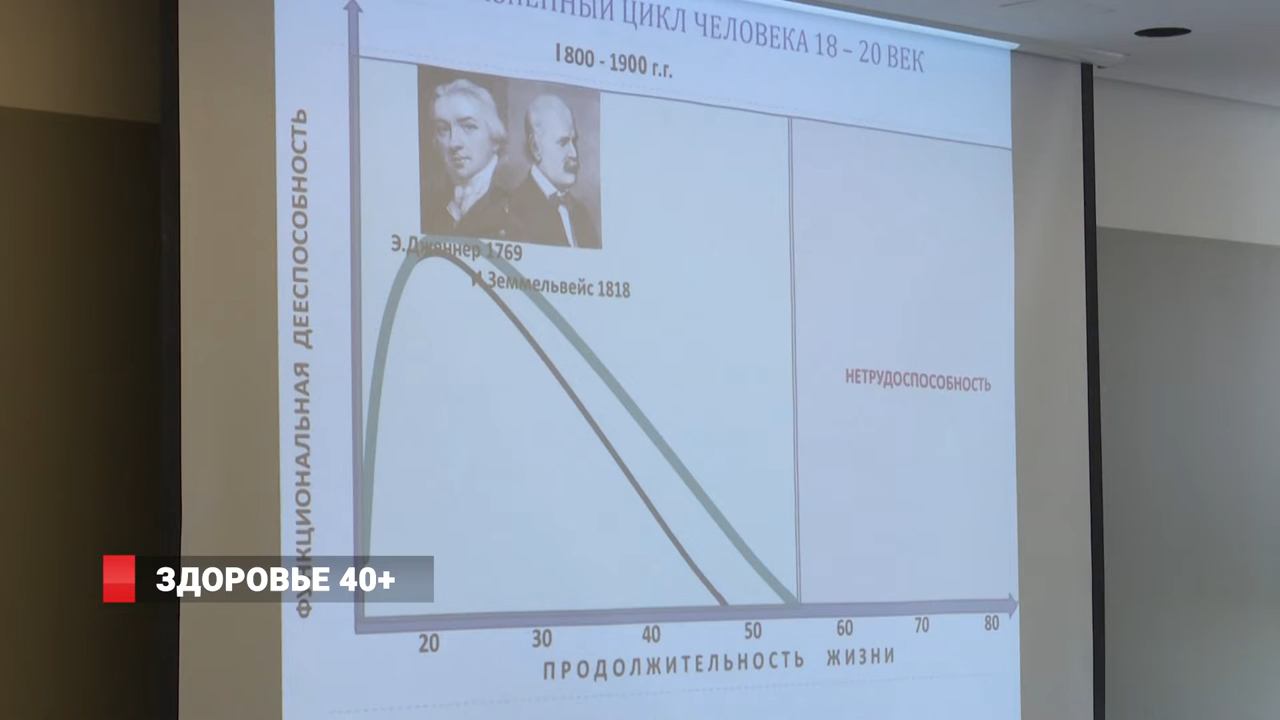 ЦИКЛ ЧЕЛОВЕКА 18 – 20 ВЕК
1800 - 1900 г.г.
ФУНКЦИОНАЛЬНАЯ ДЕЕСПОСОБНОСТЬ
Э.Дженнер 1769
И.Земмельвейс 1818
НЕТРУДОСПОСОБНОСТЬ
ЗДОРОВЬЕ 40+
20 30 40 50 60 70 80
ПРОДОЛЖИТЕЛЬНОСТЬ ЖИЗНИ